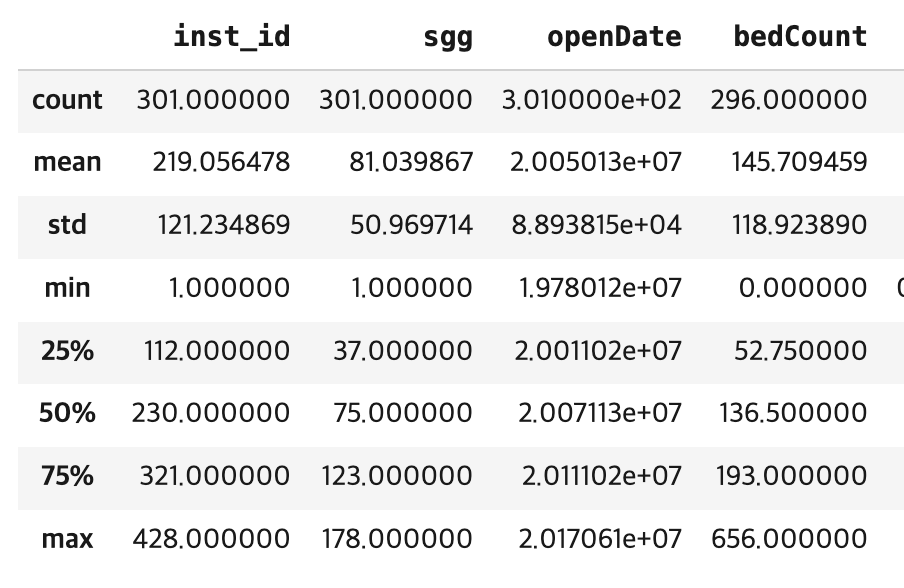 inst_id sgg openDate bedCount
count 301.000000 301.000000 3.010000e+02 296.000000
mean 219.056478 81.039867 2.005013e+07 145.709459
std 121.234869 50.969714 8.893815e+04 118.923890
min 1.000000 1.000000 1.978012e+07 0.000000
25% 112.000000 37.000000 2.001102e+07 52.750000
50% 230.000000 75.000000 2.007113e+07 136.500000
75% 321.000000 123.000000 2.011102e+07 193.000000
max 428.000000 178.000000 2.017061e+07 656.000000